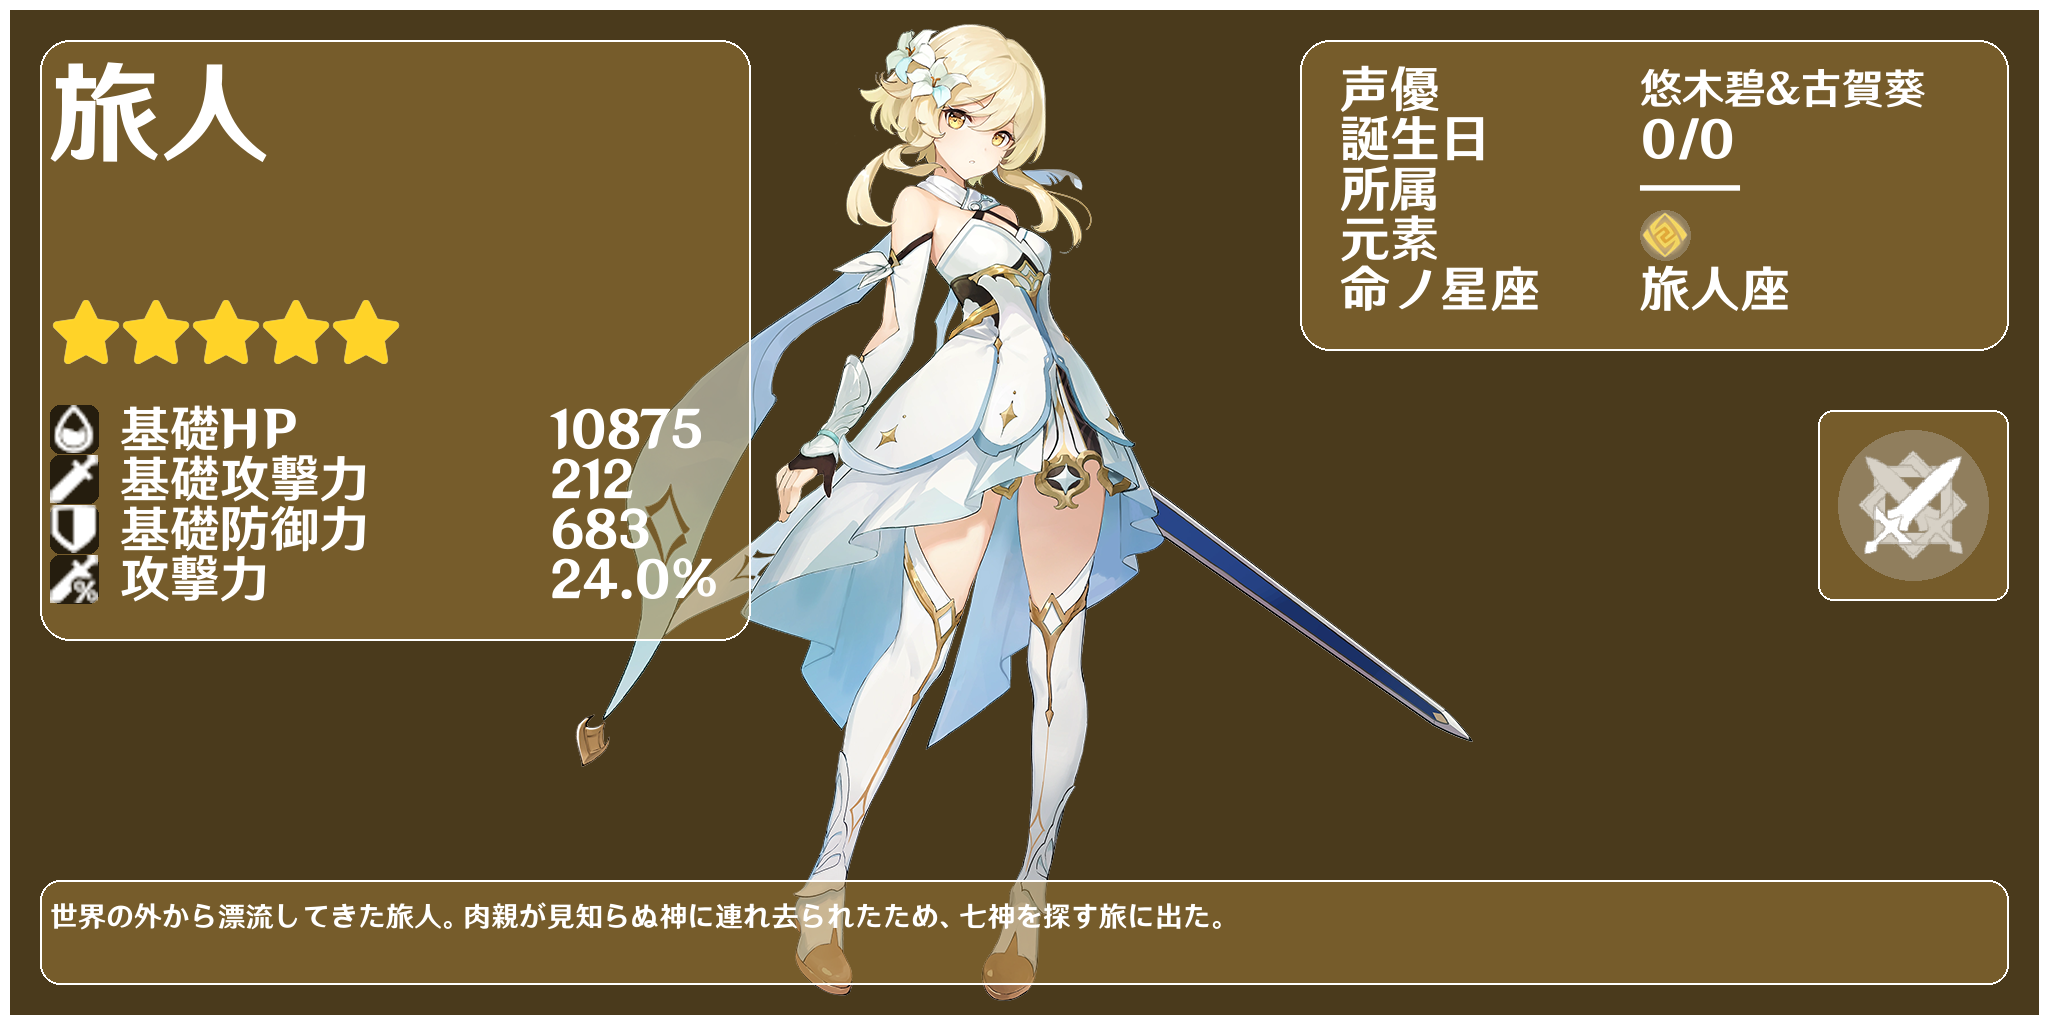 旅人
基礎HP 10875
基礎攻撃力 212
基礎防御力 683
攻撃力 24.0%
声優 悠木碧&古賀葵
誕生日 0/0
所属 ——
元素
命ノ星座 旅人座
世界の外から漂流してきた旅人。肉親が見知らぬ神に連れ去られたため、七神を探す旅に出た。